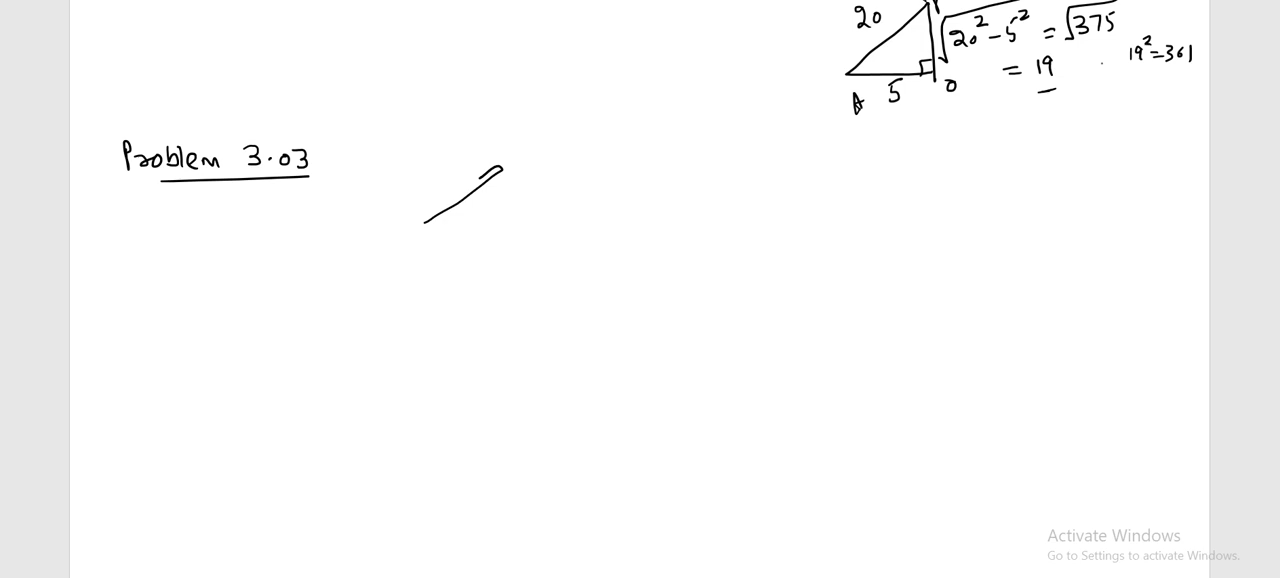 20
√20²-5² = √375
19²=361
= 19
A 5 0
Problem 3.03
Activate Windows
Go to Settings to activate Windows.